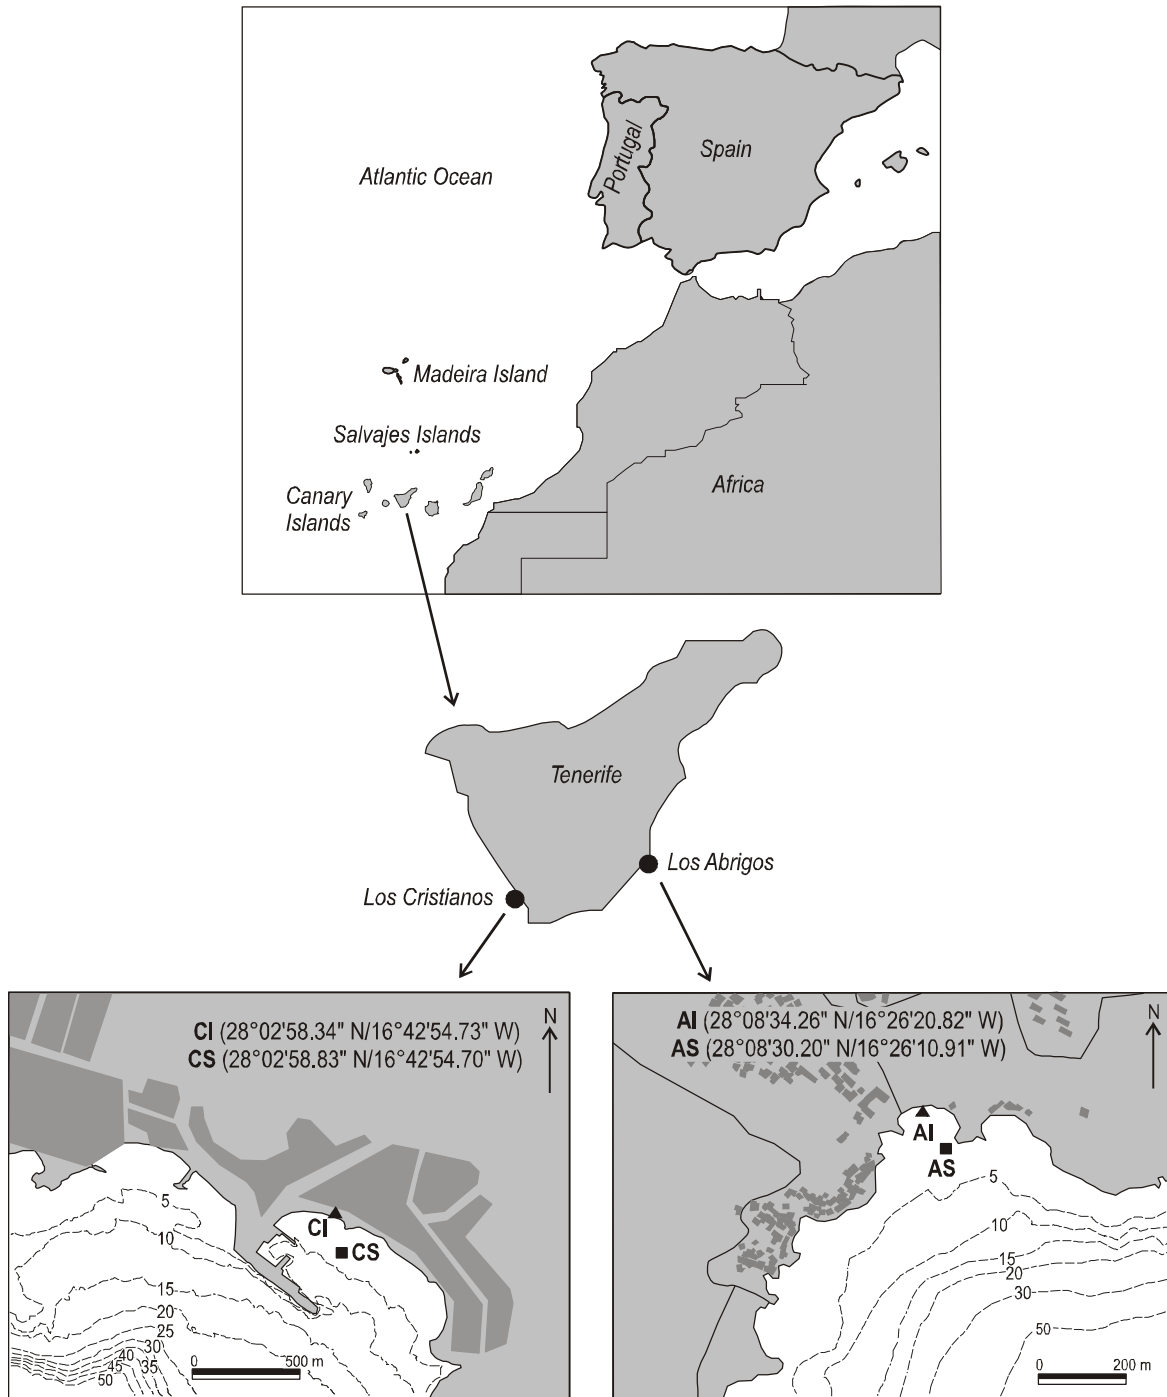 Atlantic Ocean
Portugal
Spain
Madeira Island
Salvajes Islands
Canary
Islands
Africa
Tenerife
Los Abrigos
Los Cristianos
CI (28°02'58.34" N/16°42'54.73" W)
CS (28°02'58.83" N/16°42'54.70" W)
N
CI
CS
5
10
15
20
25
30
40
35
45
50
0 500 m
AI (28°08'34.26" N/16°26'20.82" W)
AS (28°08'30.20" N/16°26'10.91" W)
N
AI
AS
5
10
15
20
30
50
0 200 m